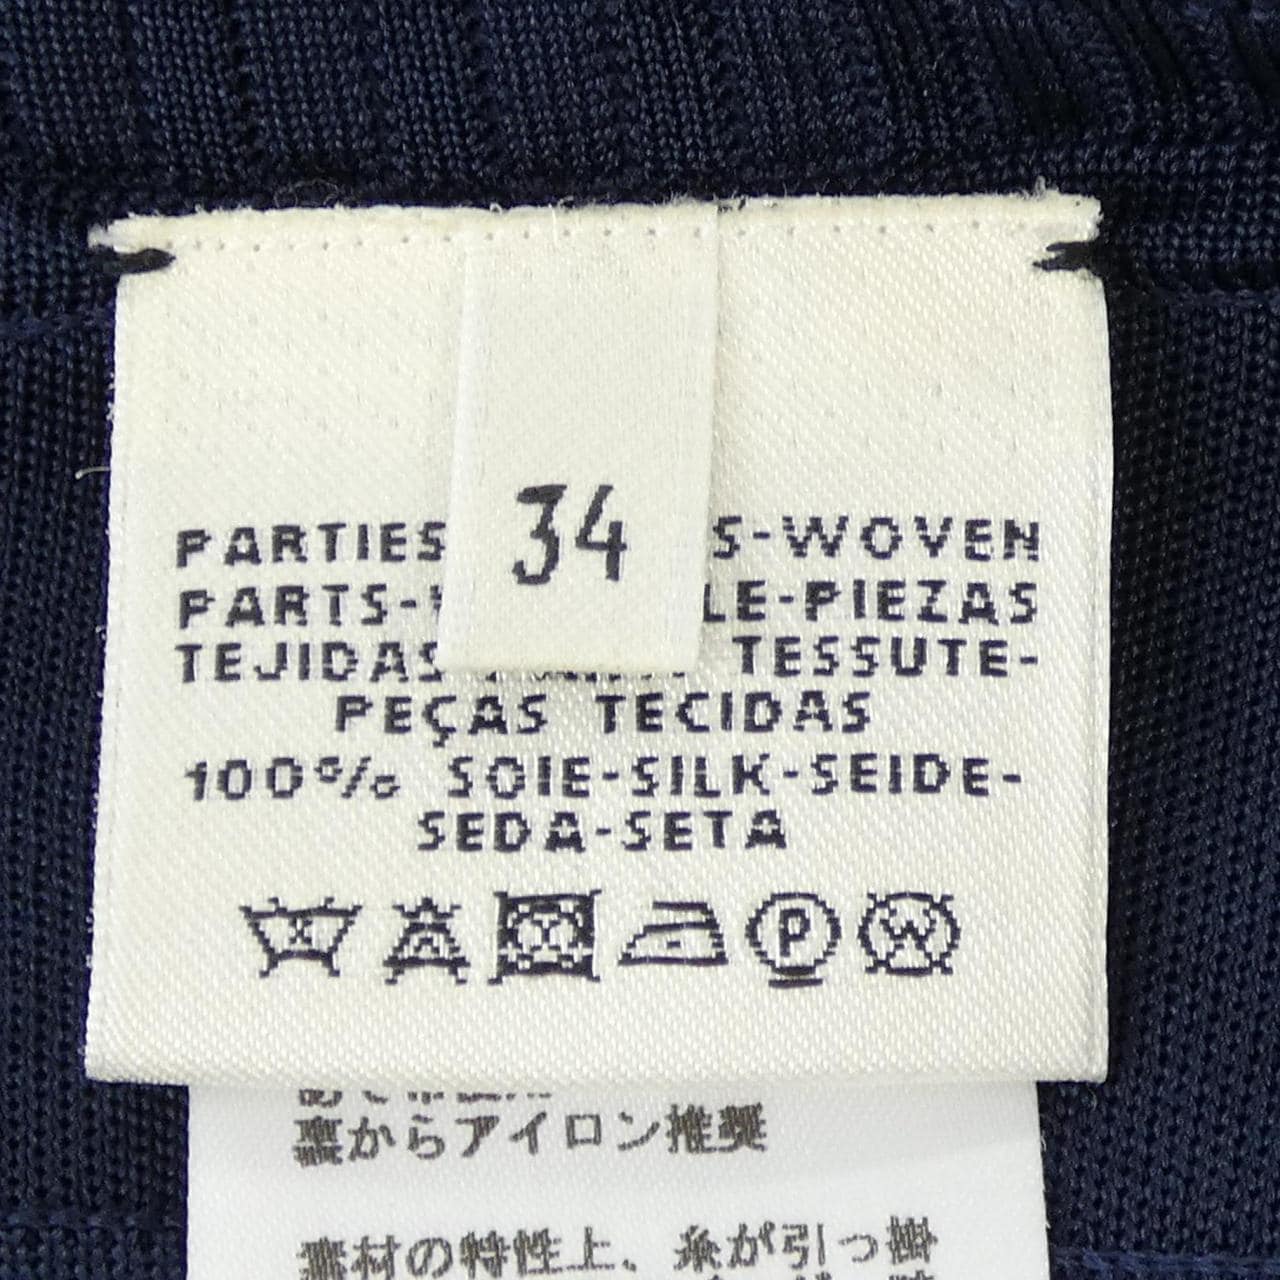 34
PARTIES S-WOVEN
PARTS- LE-PIEZAS
TEJIDAS TESSUTE-
PEÇAS TECIDAS
100% SOIE-SILK-SEIDE-
SEDA-SETA
P W
裏からアイロン推奨
素材の特性上、糸が引っ掛